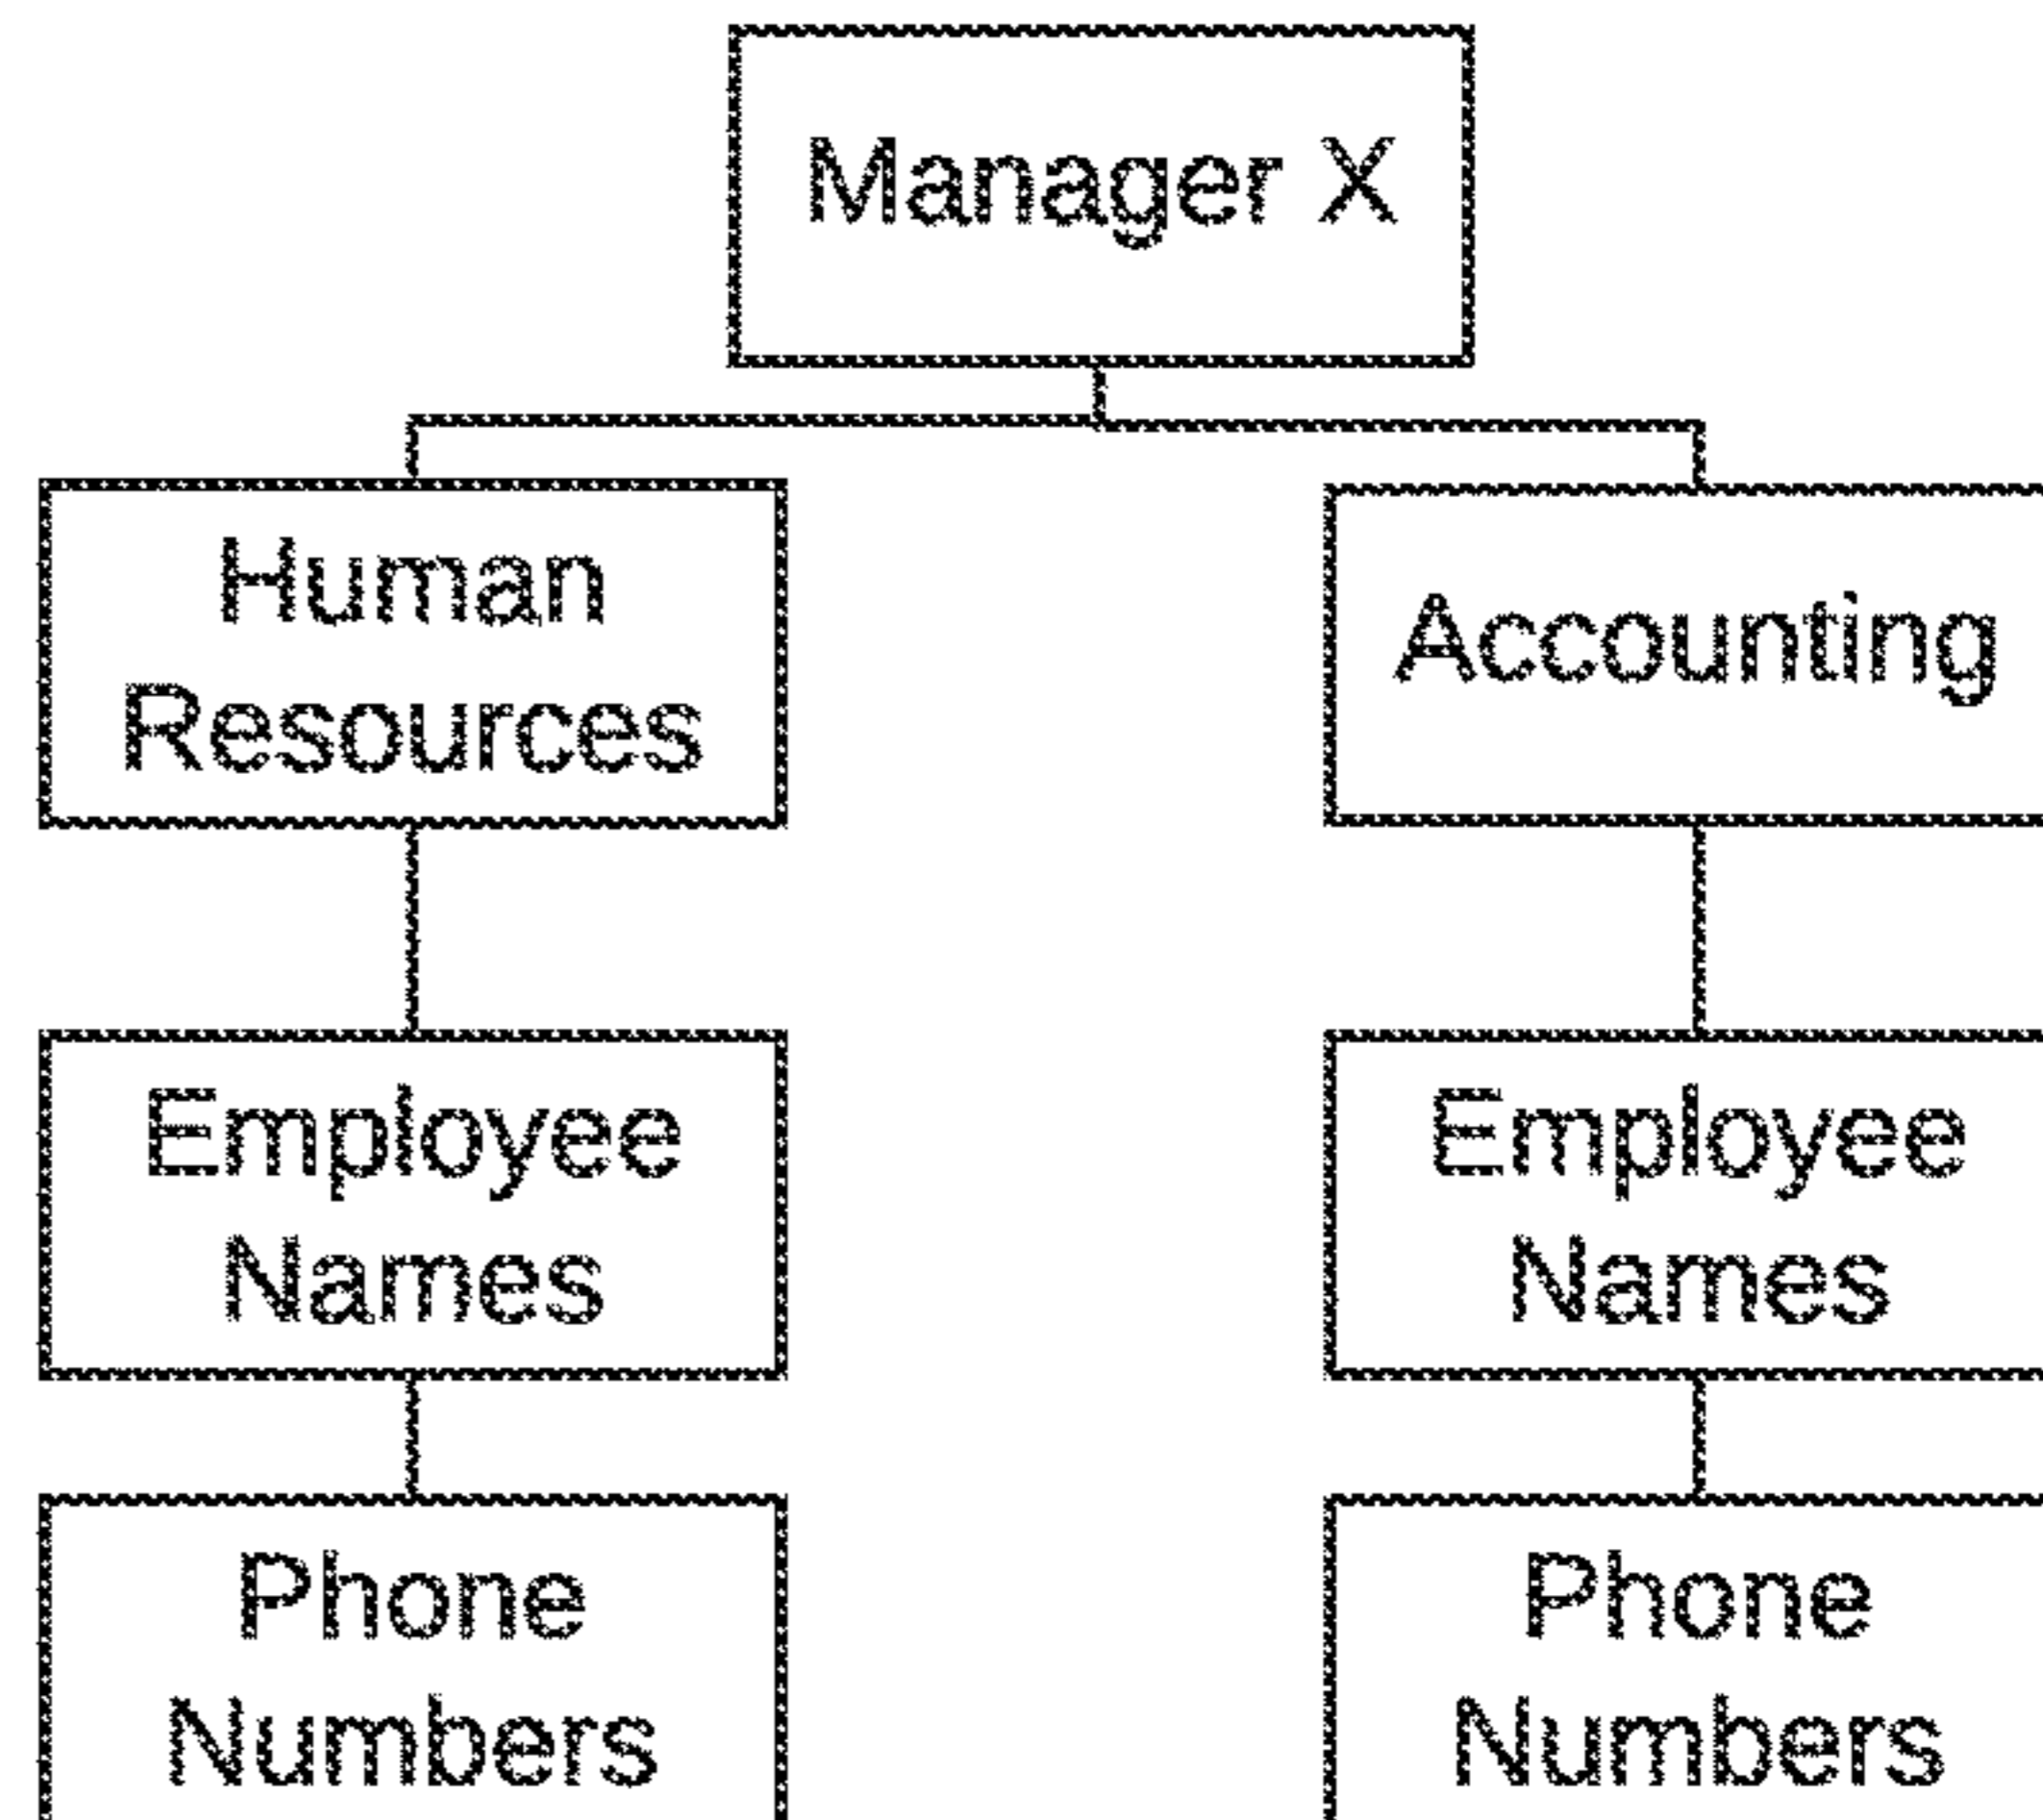 Manager X
Human
Resources
Accounting
Employee
Names
Employee
Names
Phone
Numbers
Phone
Numbers